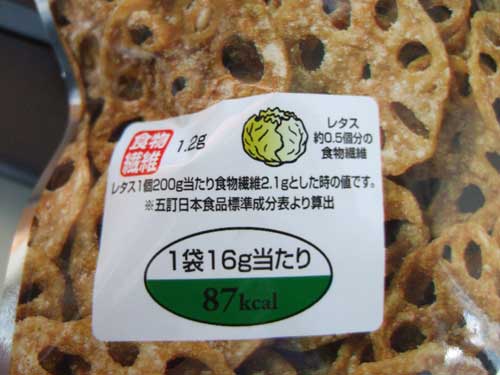 食物
繊維
1.2g
レタス
約0.5個分の
食物繊維
レタス1個200g当たり食物繊維2.1gとした時の値です。
※五訂日本食品標準成分表より算出
1袋16g当たり
87kcal